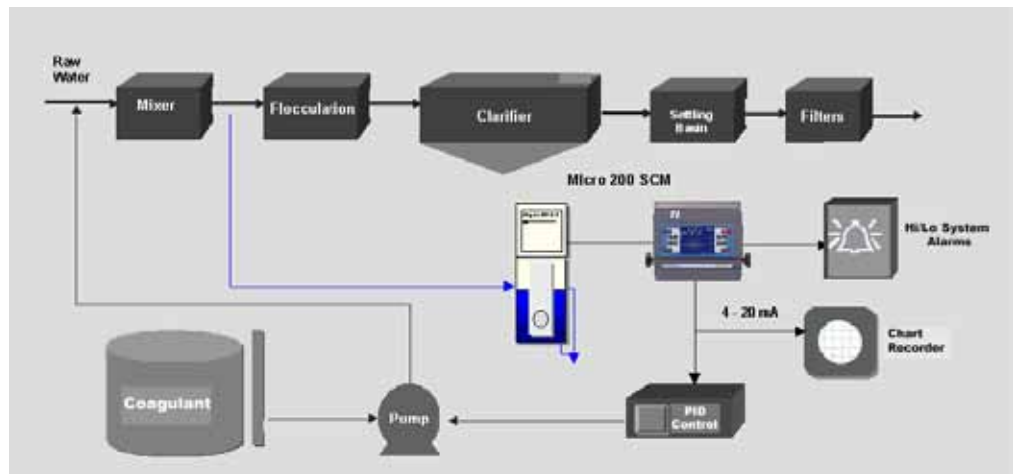 Raw
Water
Mixer
Flocculation
Clarifier
Settling
Basin
Filters
Micro 200 SCM
Hi/Lo System
Alarms
4 - 20 mA
Chart
Recorder
Coagulant
Pump
PID
Control